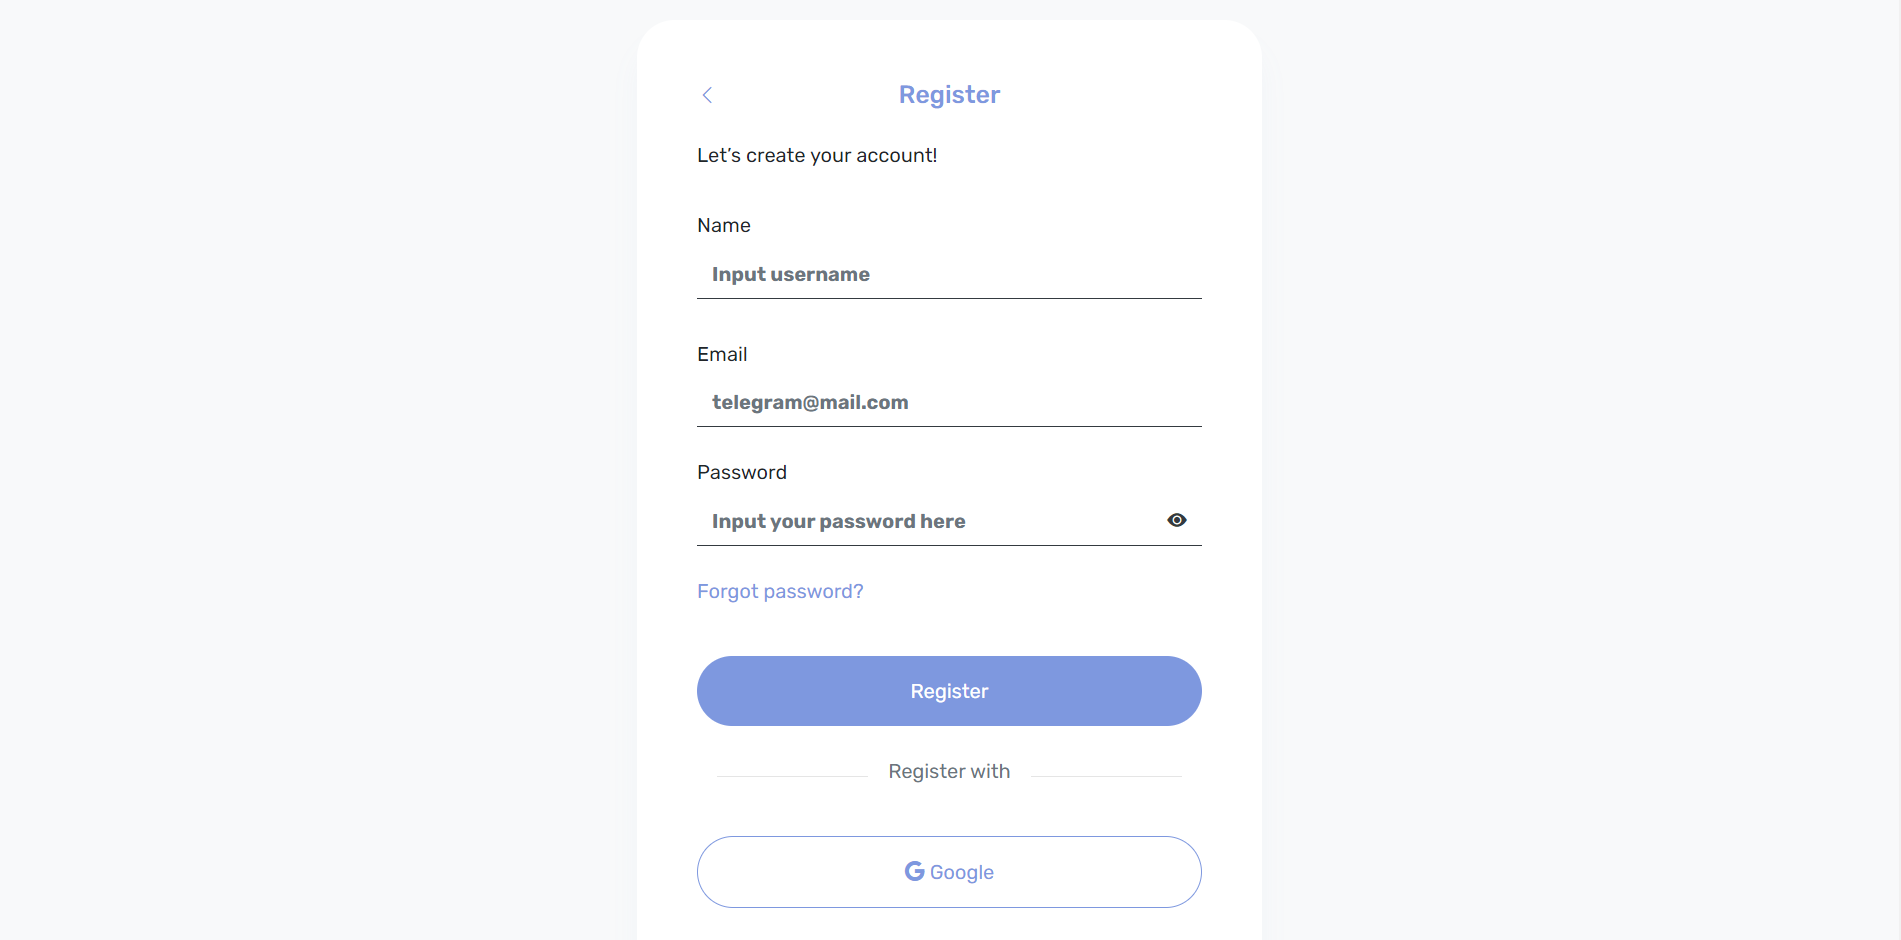 Register
Let’s create your account!
Name
Input username
Email
telegram@mail.com
Password
Input your password here
Forgot password?
Register
Register with
Google